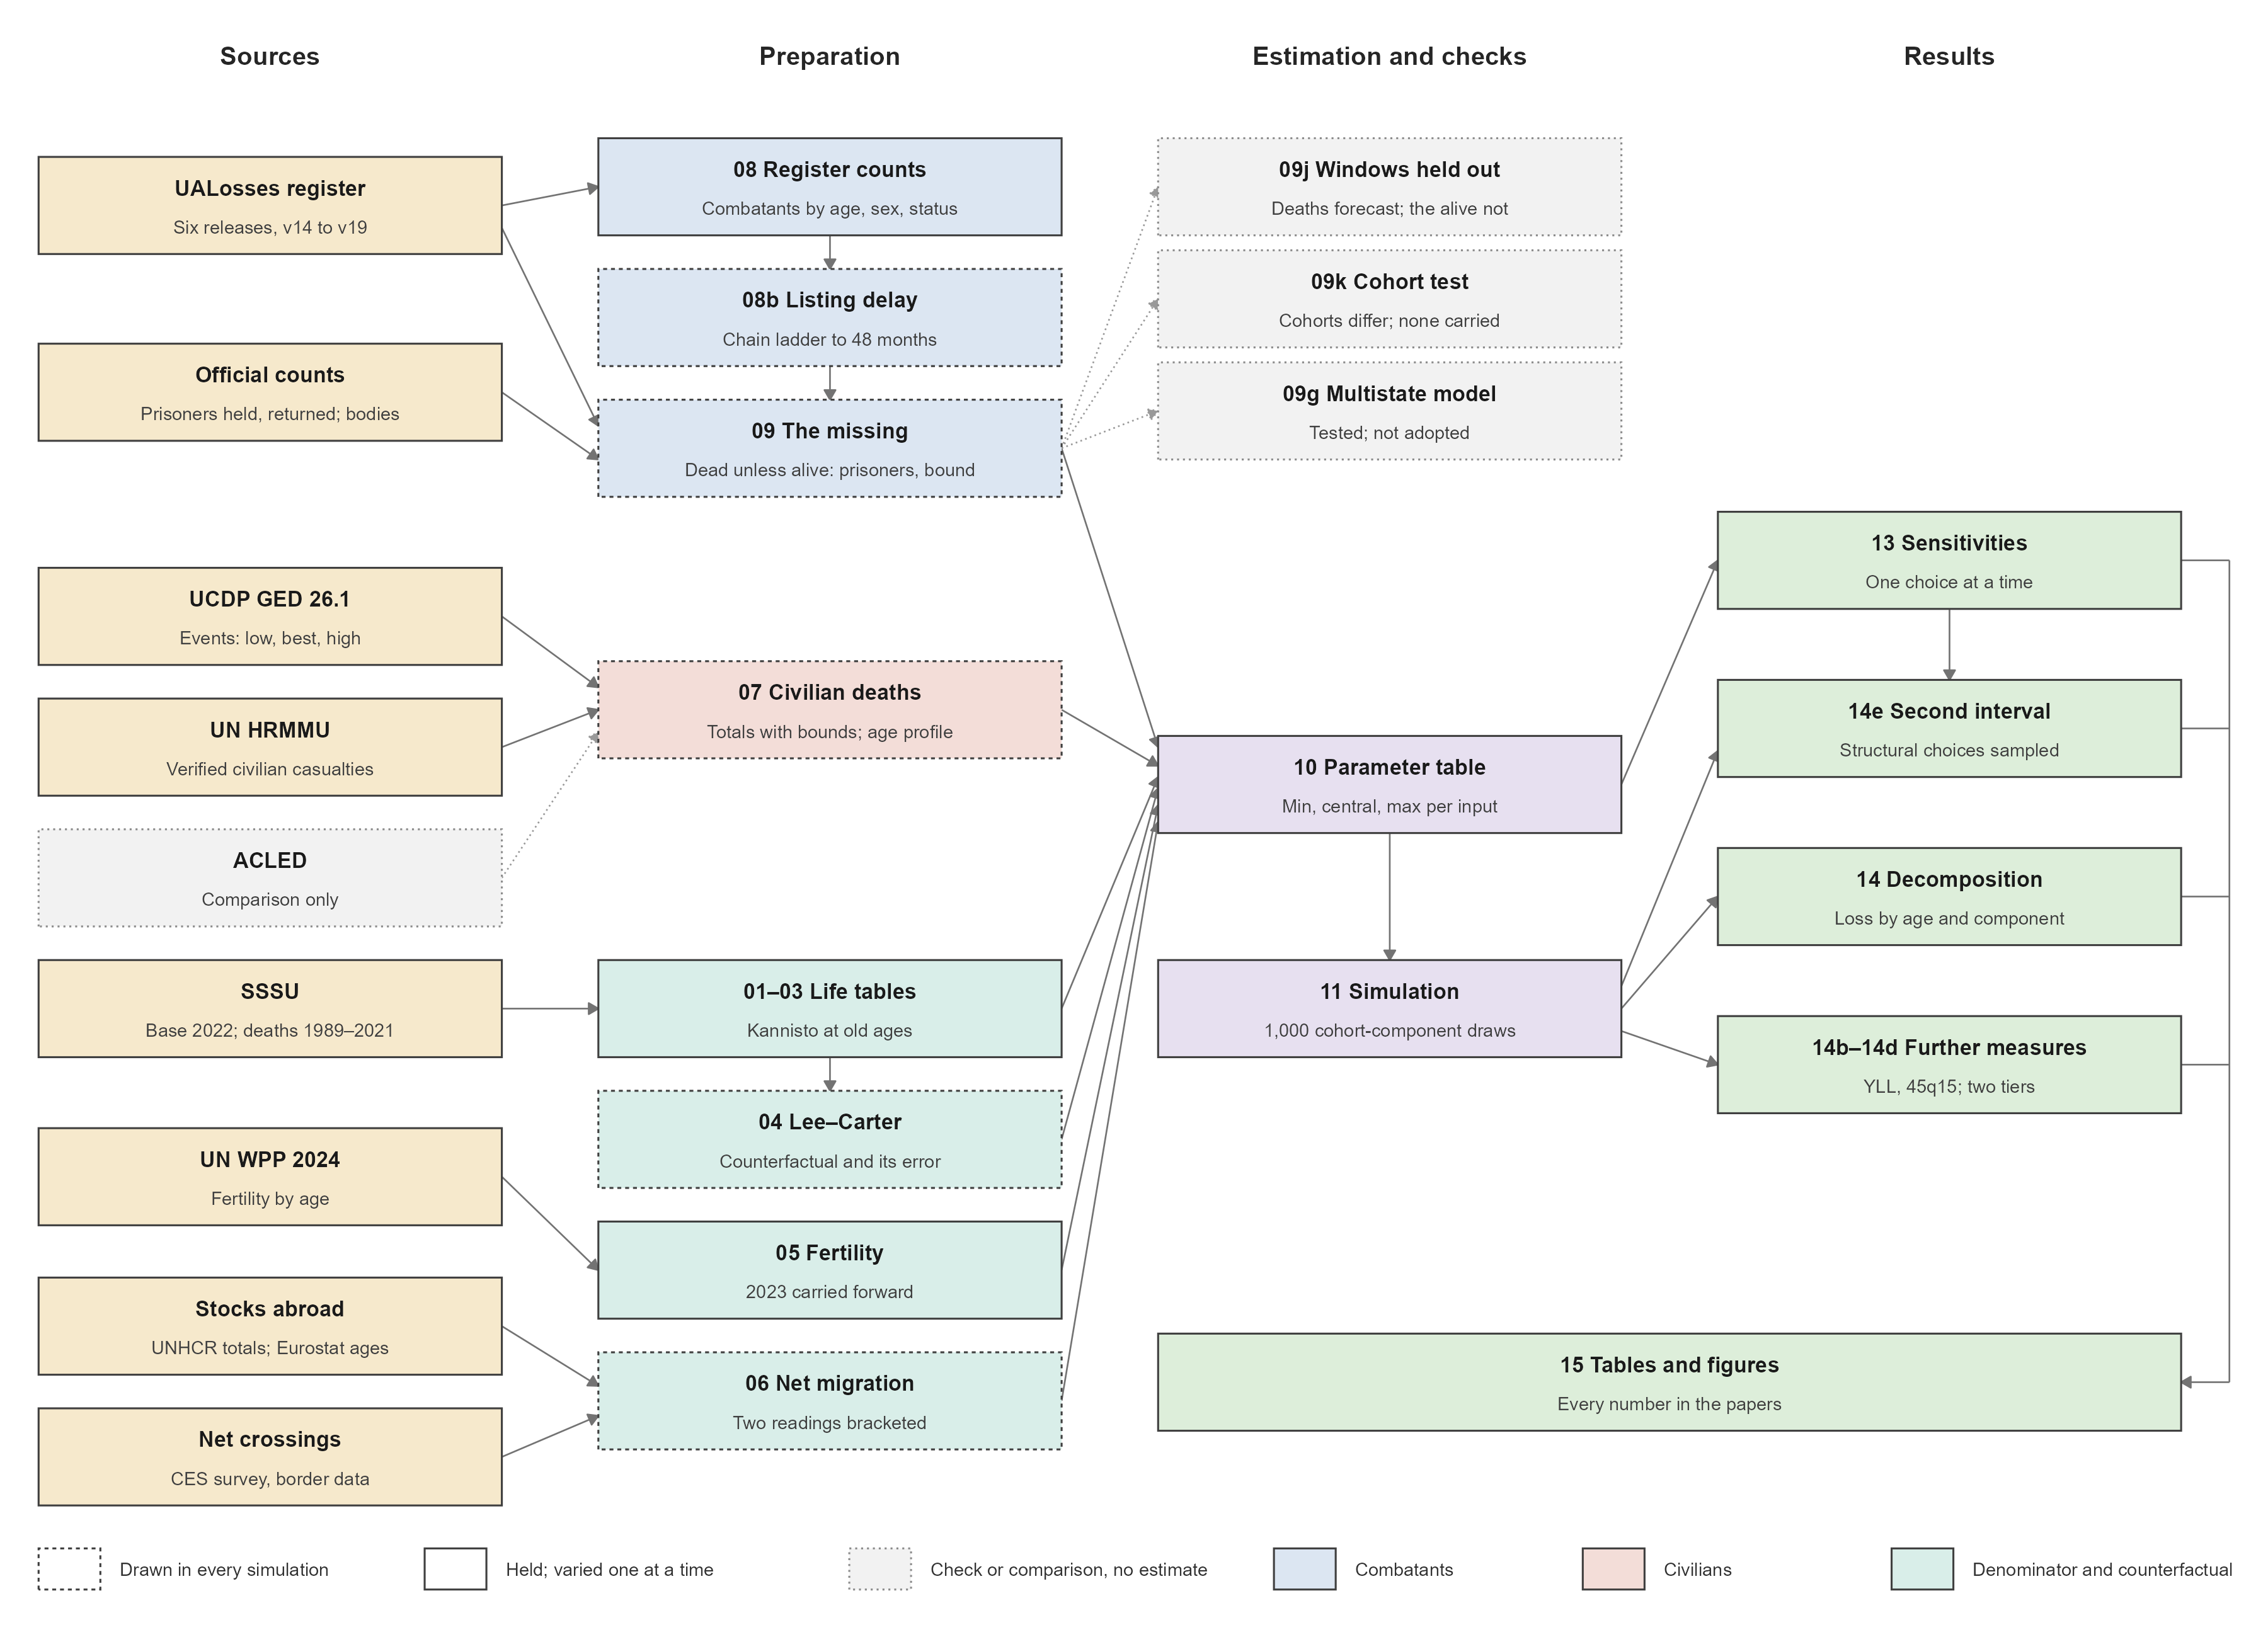 Sources
Preparation
Estimation and checks
Results
UALosses register
Six releases, v14 to v19
Official counts
Prisoners held, returned; bodies
UCDP GED 26.1
Events: low, best, high
UN HRMMU
Verified civilian casualties
ACLED
Comparison only
SSSU
Base 2022; deaths 1989–2021
UN WPP 2024
Fertility by age
Stocks abroad
UNHCR totals; Eurostat ages
Net crossings
CES survey, border data
08 Register counts
Combatants by age, sex, status
08b Listing delay
Chain ladder to 48 months
09 The missing
Dead unless alive: prisoners, bound
07 Civilian deaths
Totals with bounds; age profile
01–03 Life tables
Kannisto at old ages
04 Lee–Carter
Counterfactual and its error
05 Fertility
2023 carried forward
06 Net migration
Two readings bracketed
09j Windows held out
Deaths forecast; the alive not
09k Cohort test
Cohorts differ; none carried
09g Multistate model
Tested; not adopted
10 Parameter table
Min, central, max per input
11 Simulation
1,000 cohort-component draws
13 Sensitivities
One choice at a time
14e Second interval
Structural choices sampled
14 Decomposition
Loss by age and component
14b–14d Further measures
YLL, 45q15; two tiers
15 Tables and figures
Every number in the papers
Drawn in every simulation
Held; varied one at a time
Check or comparison, no estimate
Combatants
Civilians
Denominator and counterfactual